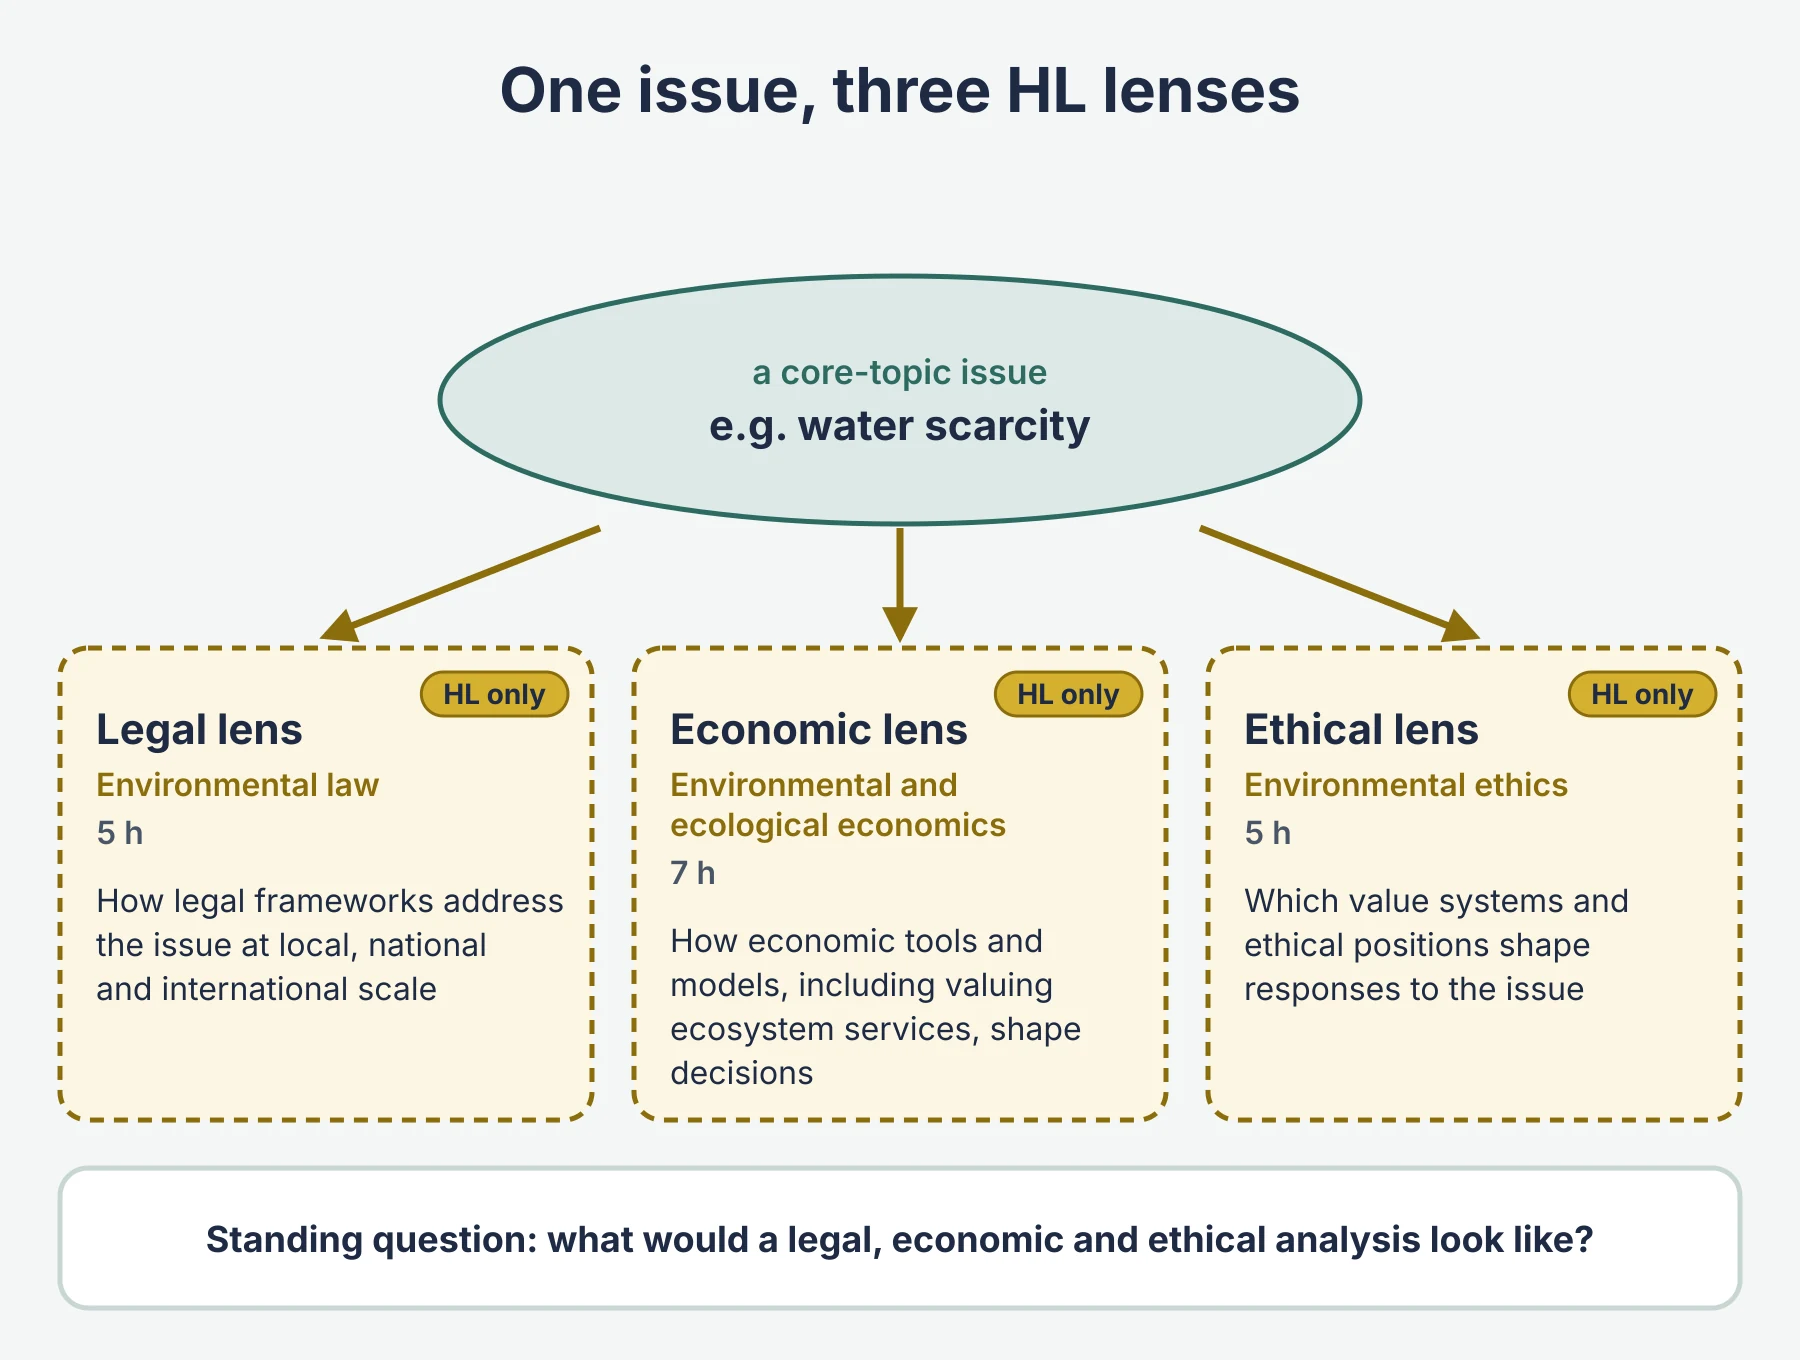 One issue, three HL lenses
a core-topic issue
e.g. water scarcity
HL only
Legal lens
Environmental law
5 h
How legal frameworks address
the issue at local, national
and international scale
HL only
Economic lens
Environmental and
ecological economics
7 h
How economic tools and
models, including valuing
ecosystem services, shape
decisions
HL only
Ethical lens
Environmental ethics
5 h
Which value systems and
ethical positions shape
responses to the issue
Standing question: what would a legal, economic and ethical analysis look like?